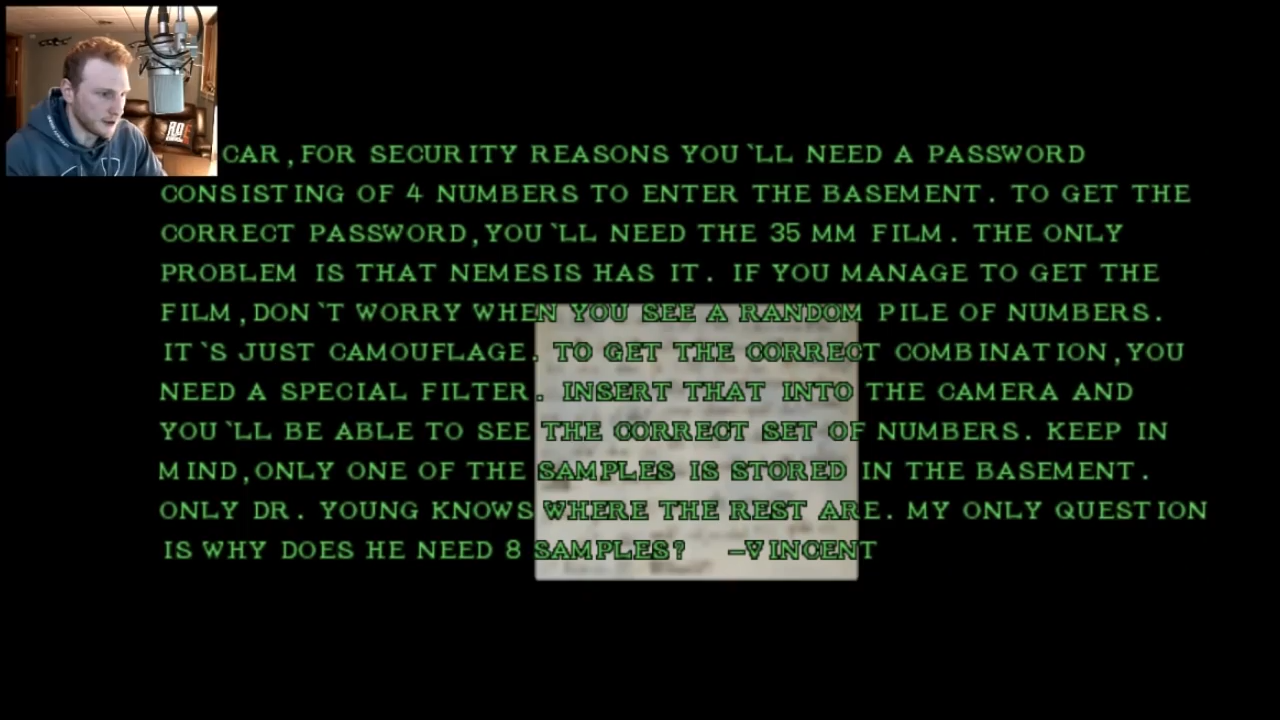 CAR,FOR SECURITY REASONS YOU`LL NEED A PASSWORD
CONSISTING OF 4 NUMBERS TO ENTER THE BASEMENT. TO GET THE
CORRECT PASSWORD,YOU`LL NEED THE 35 MM FILM. THE ONLY
PROBLEM IS THAT NEMESIS HAS IT. IF YOU MANAGE TO GET THE
FILM,DON`T WORRY WHEN YOU SEE A RANDOM PILE OF NUMBERS.
IT`S JUST CAMOUFLAGE. TO GET THE CORRECT COMBINATION,YOU
NEED A SPECIAL FILTER. INSERT THAT INTO THE CAMERA AND
YOU`LL BE ABLE TO SEE THE CORRECT SET OF NUMBERS. KEEP IN
MIND,ONLY ONE OF THE SAMPLES IS STORED IN THE BASEMENT.
ONLY DR. YOUNG KNOWS WHERE THE REST ARE. MY ONLY QUESTION
IS WHY DOES HE NEED 8 SAMPLES? –VINCENT